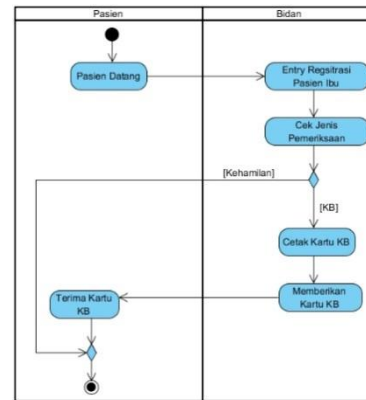 Pasien
Bidan
Pasien Datang
Entry Regsitrasi
Pasien Ibu
Cek Jenis
Pemeriksaan
[Kehamilan]
[KB]
Cetak Kartu KB
Terima Kartu
KB
Memberikan
Kartu KB